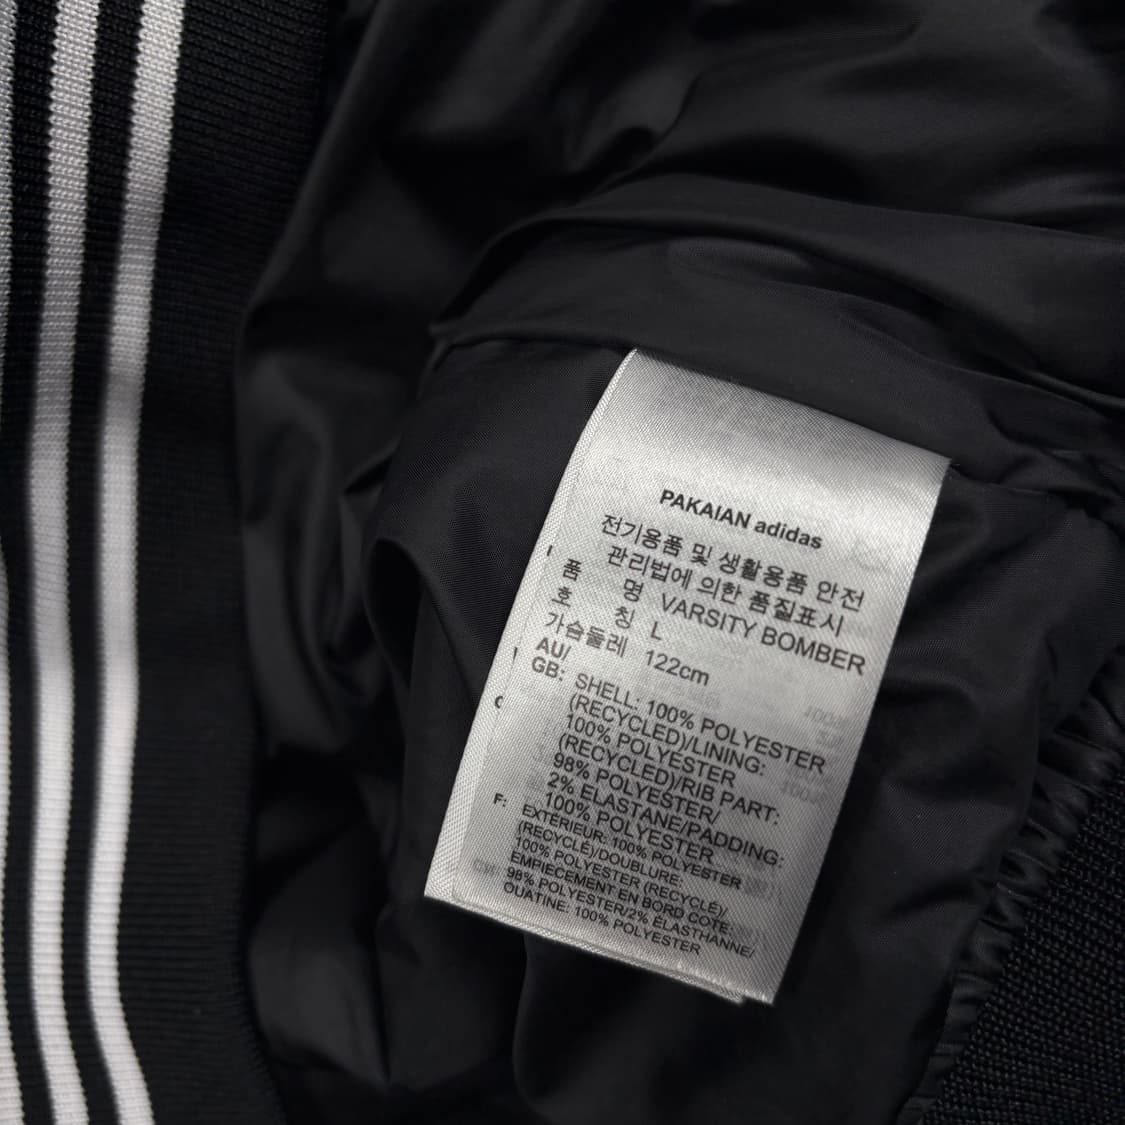 PAKAIAN adidas
전기용품 및 생활용품 안전
관리법에 의한 품질표시
품 명 VARSITY BOMBER
호 칭 L
가슴둘레 122cm
AU/
GB: SHELL: 100% POLYESTER
(RECYCLED)/LINING:
100% POLYESTER
(RECYCLED)/RIB PART:
98% POLYESTER/
2% ELASTANE/PADDING:
100% POLYESTER
F: EXTÉRIEUR: 100% POLYESTER
(RECYCLÉ)/DOUBLURE:
100% POLYESTER (RECYCLÉ)/
EMPIECEMENT EN BORD COTE:
98% POLYESTER/2% ÉLASTHANNE/
OUATINE: 100% POLYESTER